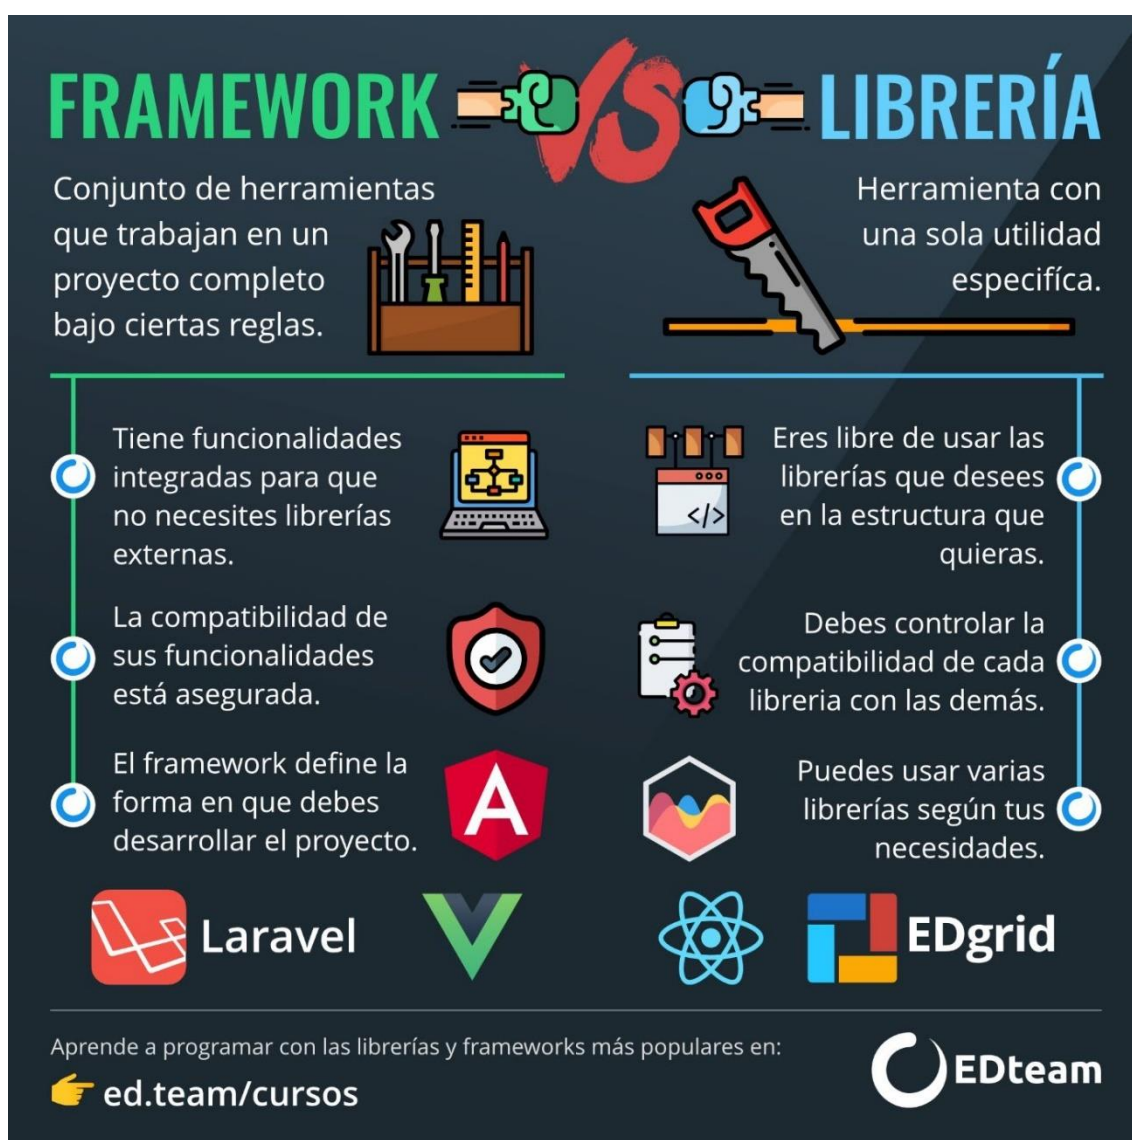 FRAMEWORK VS LIBRERÍA
Conjunto de herramientas
que trabajan en un
proyecto completo
bajo ciertas reglas.
Herramienta con
una sola utilidad
especifíca.
Tiene funcionalidades
integradas para que
no necesites librerías
externas.
La compatibilidad de
sus funcionalidades
está asegurada.
El framework define la
forma en que debes
desarrollar el proyecto.
Eres libre de usar las
librerías que desees
en la estructura que
quieras.
</>
Debes controlar la
compatibilidad de cada
libreria con las demás.
Puedes usar varias
librerías según tus
necesidades.
A
Laravel
EDgrid
Aprende a programar con las librerías y frameworks más populares en:
ed.team/cursos
EDteam